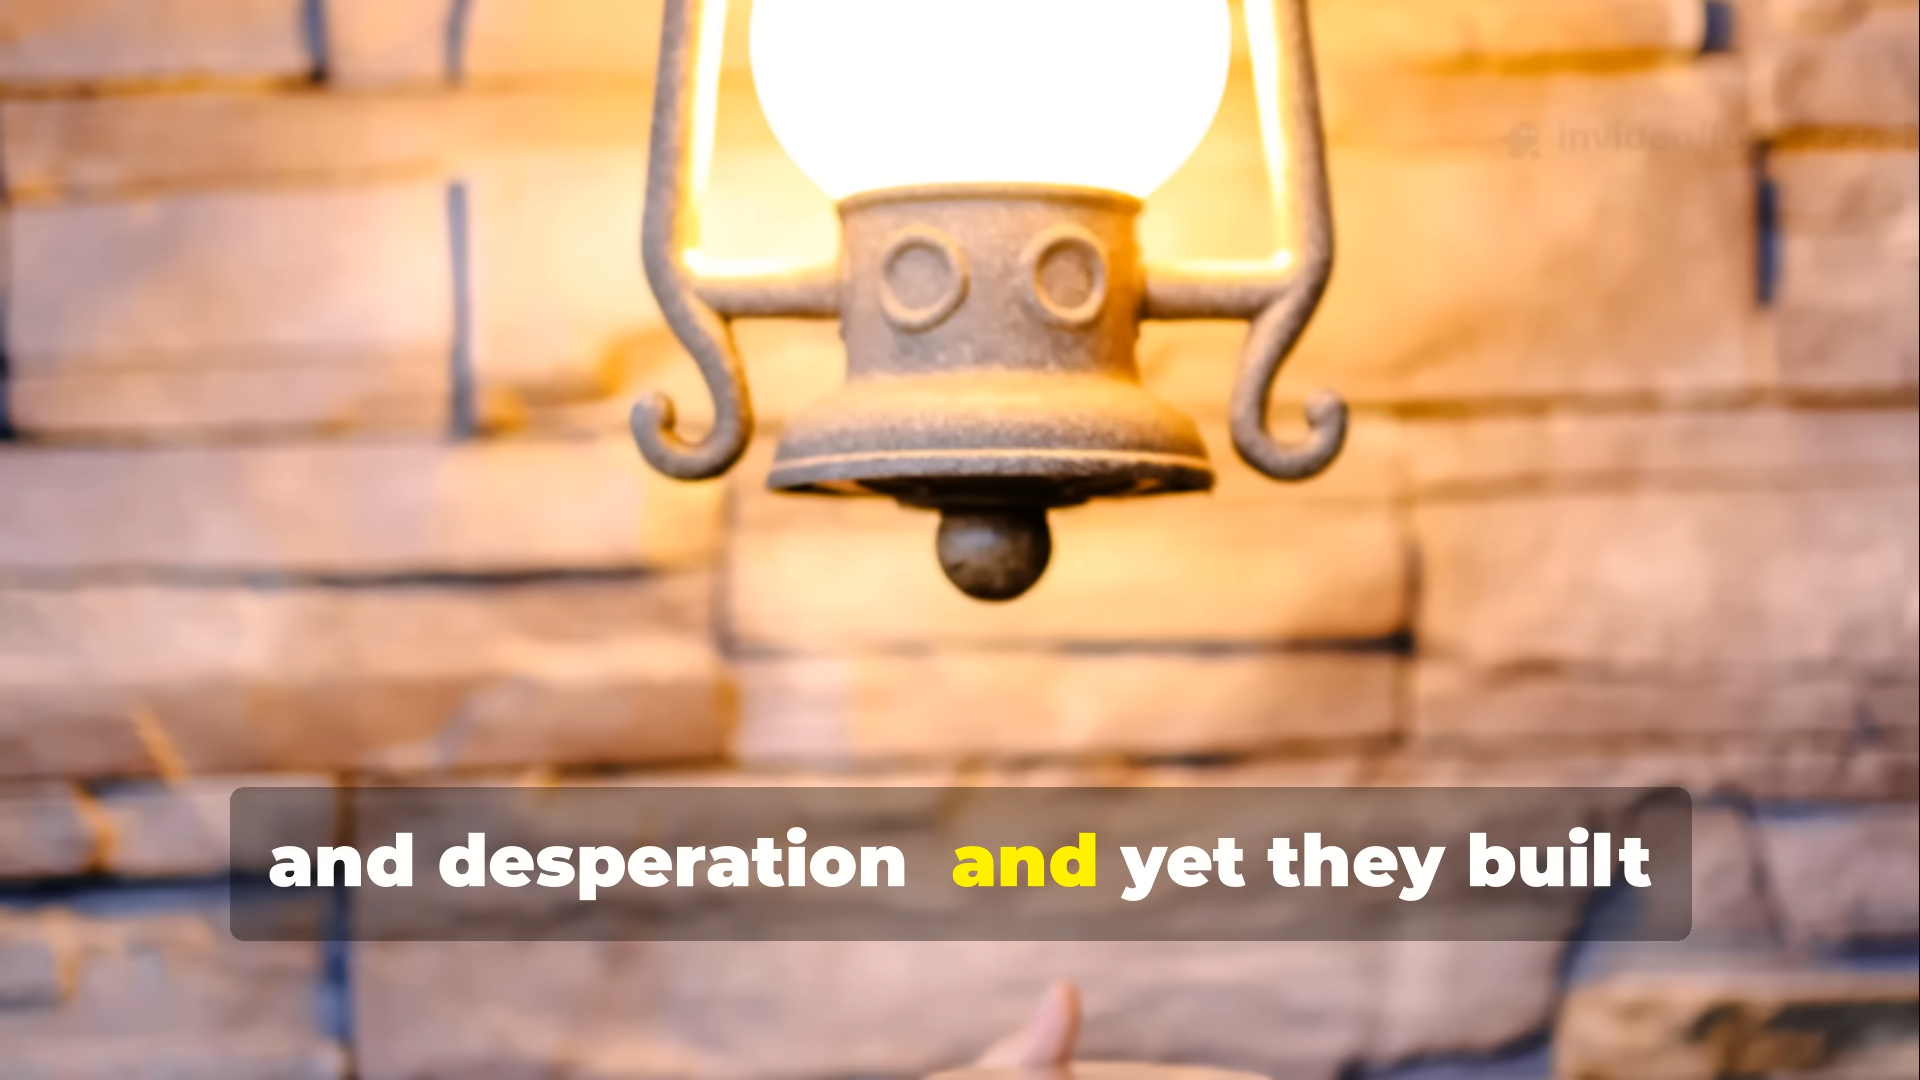 and desperation and yet they built